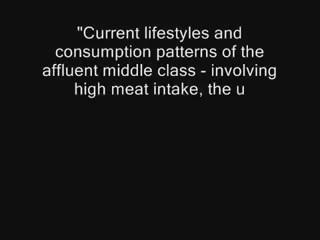 "Current lifestyles and
consumption patterns of the
affluent middle class - involving
high meat intake, the u